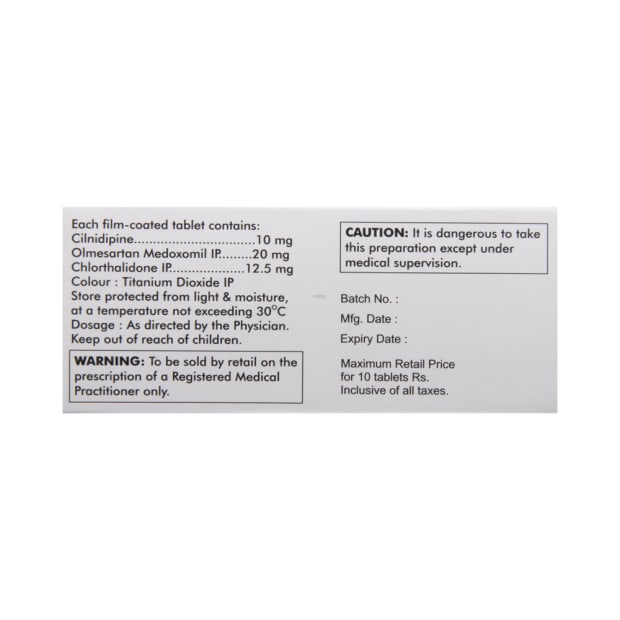 Each film-coated tablet contains:
Cilnidipine................................10 mg
Olmesartan Medoxomil IP........20 mg
Chlorthalidone IP....................12.5 mg
Colour : Titanium Dioxide IP
Store protected from light & moisture,
at a temperature not exceeding 30°C
Dosage : As directed by the Physician.
Keep out of reach of children.
WARNING: To be sold by retail on the
prescription of a Registered Medical
Practitioner only.
CAUTION: It is dangerous to take
this preparation except under
medical supervision.
Batch No. :
Mfg. Date :
Expiry Date :
Maximum Retail Price
for 10 tablets Rs.
Inclusive of all taxes.